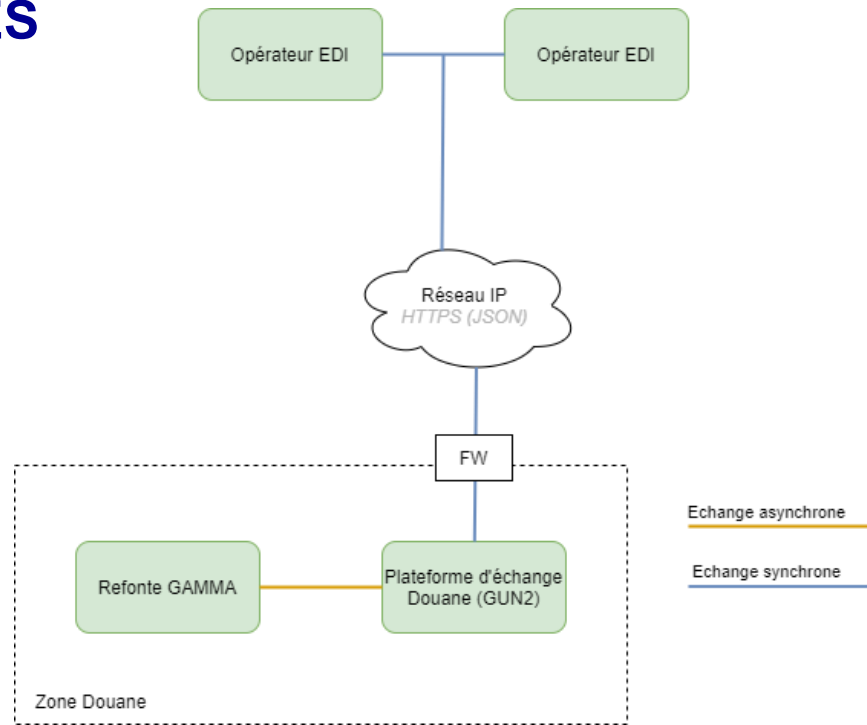 ES
Opérateur EDI
Opérateur EDI
Réseau IP
HTTPS (JSON)
FW
Echange asynchrone
Echange synchrone
Refonte GAMMA
Plateforme d'échange
Douane (GUN2)
Zone Douane